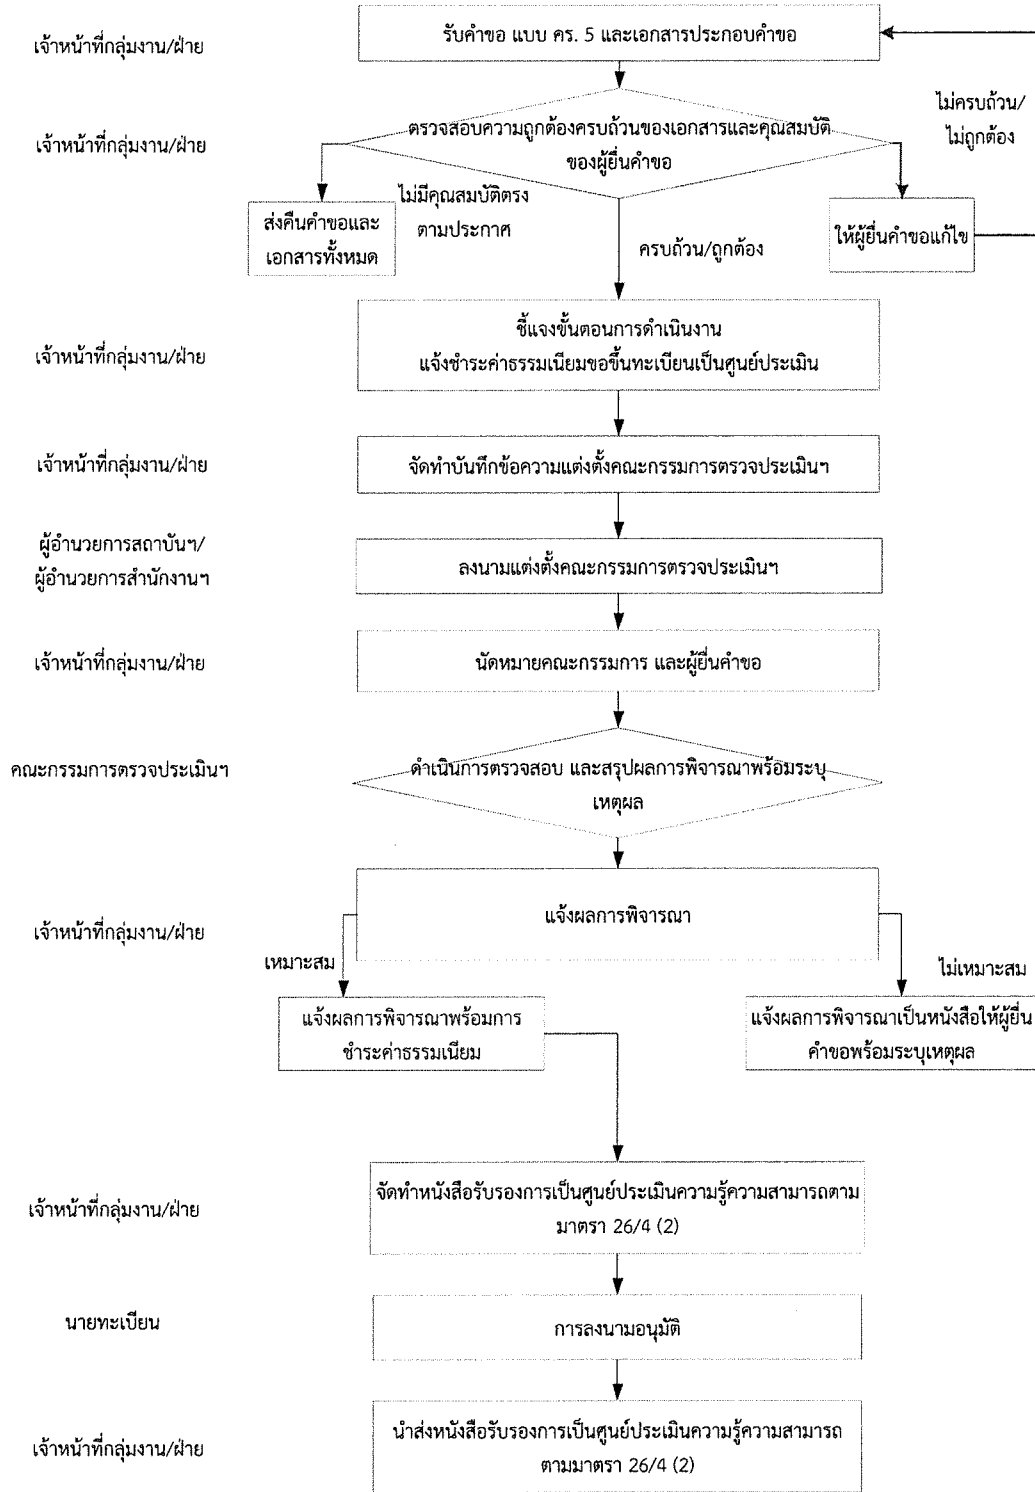 เจ้าหน้าที่กลุ่มงาน/ฝ่าย
รับคำขอ แบบ คร. 5 และเอกสารประกอบคำขอ
เจ้าหน้าที่กลุ่มงาน/ฝ่าย
ตรวจสอบความถูกต้องครบถ้วนของเอกสารและคุณสมบัติ
ของผู้ยื่นคำขอ
ไม่ครบถ้วน/
ไม่ถูกต้อง
ไม่มีคุณสมบัติตรง
ตามประกาศ
ส่งคืนคำขอและ
เอกสารทั้งหมด
ครบถ้วน/ถูกต้อง
ให้ผู้ยื่นคำขอแก้ไข
เจ้าหน้าที่กลุ่มงาน/ฝ่าย
ชี้แจงขั้นตอนการดำเนินงาน
แจ้งชำระค่าธรรมเนียมขอขึ้นทะเบียนเป็นศูนย์ประเมิน
เจ้าหน้าที่กลุ่มงาน/ฝ่าย
จัดทำบันทึกข้อความแต่งตั้งคณะกรรมการตรวจประเมินฯ
ผู้อำนวยการสถาบันฯ/
ผู้อำนวยการสำนักงานฯ
ลงนามแต่งตั้งคณะกรรมการตรวจประเมินฯ
เจ้าหน้าที่กลุ่มงาน/ฝ่าย
นัดหมายคณะกรรมการ และผู้ยื่นคำขอ
คณะกรรมการตรวจประเมินฯ
ดำเนินการตรวจสอบ และสรุปผลการพิจารณาพร้อมระบุ
เหตุผล
เจ้าหน้าที่กลุ่มงาน/ฝ่าย
แจ้งผลการพิจารณา
เหมาะสม
ไม่เหมาะสม
แจ้งผลการพิจารณาพร้อมการ
ชำระค่าธรรมเนียม
แจ้งผลการพิจารณาเป็นหนังสือให้ผู้ยื่น
คำขอพร้อมระบุเหตุผล
เจ้าหน้าที่กลุ่มงาน/ฝ่าย
จัดทำหนังสือรับรองการเป็นศูนย์ประเมินความรู้ความสามารถตาม
มาตรา 26/4 (2)
นายทะเบียน
การลงนามอนุมัติ
เจ้าหน้าที่กลุ่มงาน/ฝ่าย
นำส่งหนังสือรับรองการเป็นศูนย์ประเมินความรู้ความสามารถ
ตามมาตรา 26/4 (2)